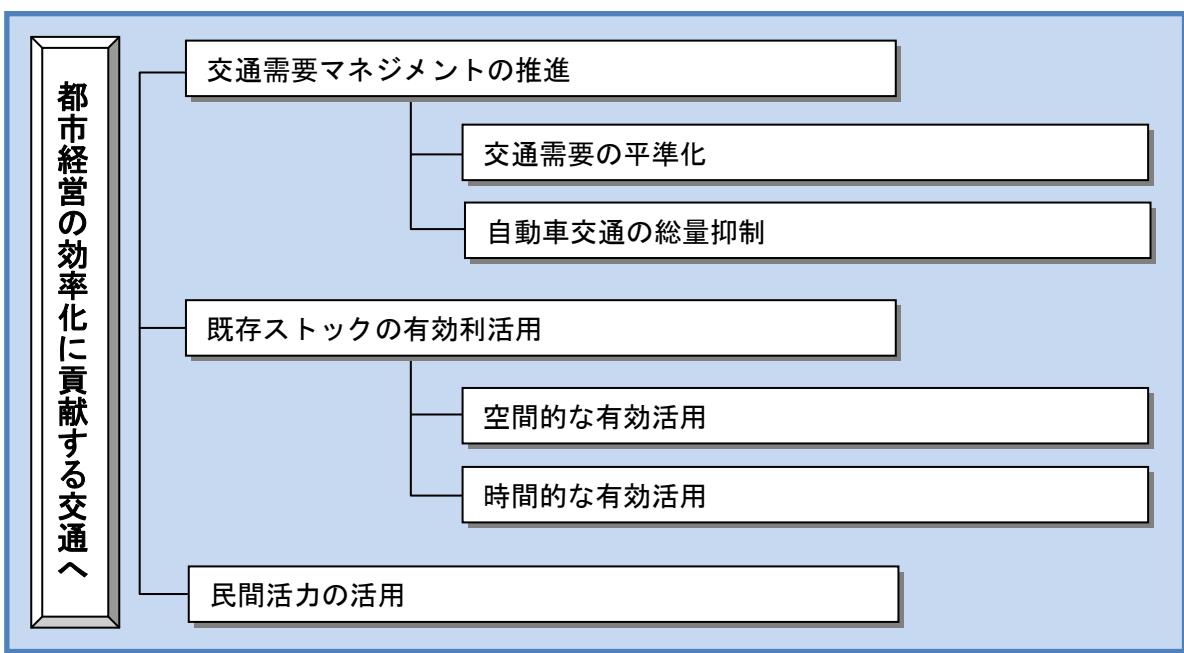 都市経営の効率化に貢献する交通へ
交通需要マネジメントの推進
交通需要の平準化
自動車交通の総量抑制
既存ストックの有効利活用
空間的な有効活用
時間的な有効活用
民間活力の活用